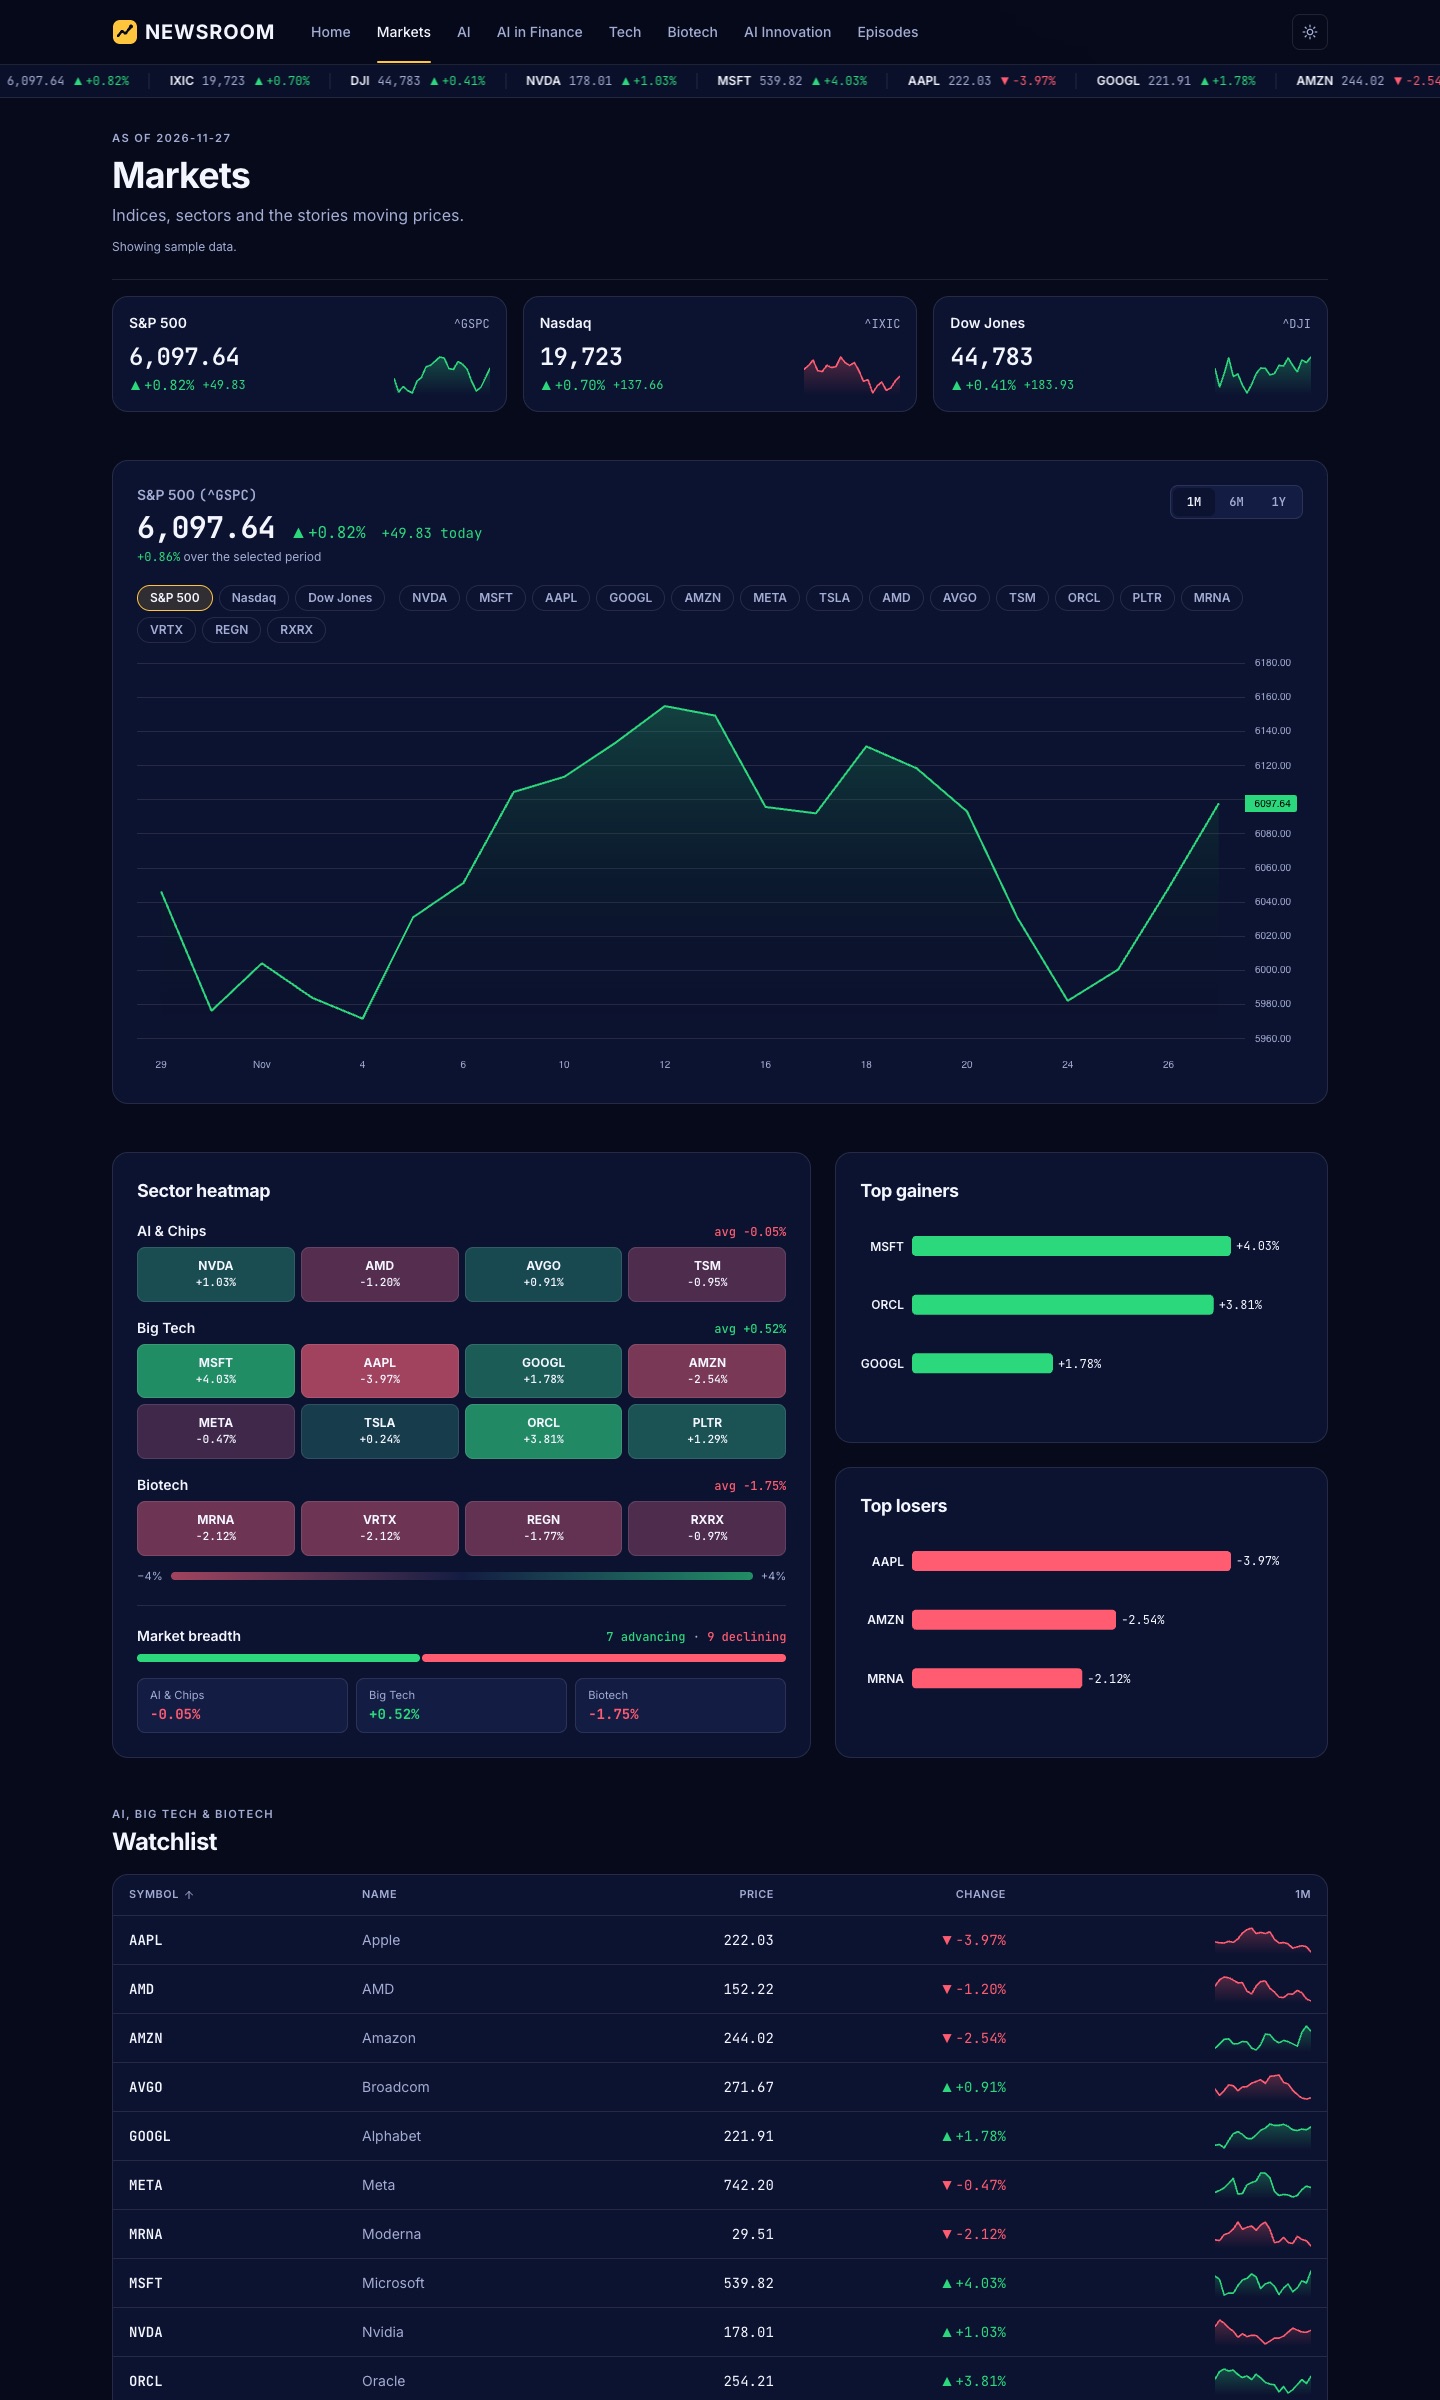 NEWSROOM Home Markets AI AI in Finance Tech Biotech AI Innovation Episodes
6,097.64 ▲+0.82% IXIC 19,723 ▲+0.70% DJI 44,783 ▲+0.41% NVDA 178.01 ▲+1.03% MSFT 539.82 ▲+4.03% AAPL 222.03 ▼-3.97% GOOGL 221.91 ▲+1.78% AMZN 244.02 ▼-2.54
AS OF 2026-11-27
Markets
Indices, sectors and the stories moving prices.
Showing sample data.
S&P 500 ^GSPC
6,097.64
▲+0.82% +49.83
Nasdaq ^IXIC
19,723
▲+0.70% +137.66
Dow Jones ^DJI
44,783
▲+0.41% +183.93
S&P 500 (^GSPC)
6,097.64 ▲+0.82% +49.83 today
+0.86% over the selected period
1M 6M 1Y
S&P 500 Nasdaq Dow Jones NVDA MSFT AAPL GOOGL AMZN META TSLA AMD AVGO TSM ORCL PLTR MRNA
VRTX REGN RXRX
6180.00
6160.00
6140.00
6120.00
6097.64
6080.00
6060.00
6040.00
6020.00
6000.00
5980.00
5960.00
29 Nov 4 6 10 12 16 18 20 24 26
Sector heatmap
AI & Chips avg -0.05%
NVDA AMD AVGO TSM
+1.03% -1.20% +0.91% -0.95%
Big Tech avg +0.52%
MSFT AAPL GOOGL AMZN
+4.03% -3.97% +1.78% -2.54%
META TSLA ORCL PLTR
-0.47% +0.24% +3.81% +1.29%
Biotech avg -1.75%
MRNA VRTX REGN RXRX
-2.12% -2.12% -1.77% -0.97%
−4% +4%
Market breadth 7 advancing · 9 declining
AI & Chips Big Tech Biotech
-0.05% +0.52% -1.75%
Top gainers
MSFT +4.03%
ORCL +3.81%
GOOGL +1.78%
Top losers
AAPL -3.97%
AMZN -2.54%
MRNA -2.12%
AI, BIG TECH & BIOTECH
Watchlist
SYMBOL ↑ NAME PRICE CHANGE 1M
AAPL Apple 222.03 ▼-3.97%
AMD AMD 152.22 ▼-1.20%
AMZN Amazon 244.02 ▼-2.54%
AVGO Broadcom 271.67 ▲+0.91%
GOOGL Alphabet 221.91 ▲+1.78%
META Meta 742.20 ▼-0.47%
MRNA Moderna 29.51 ▼-2.12%
MSFT Microsoft 539.82 ▲+4.03%
NVDA Nvidia 178.01 ▲+1.03%
ORCL Oracle 254.21 ▲+3.81%